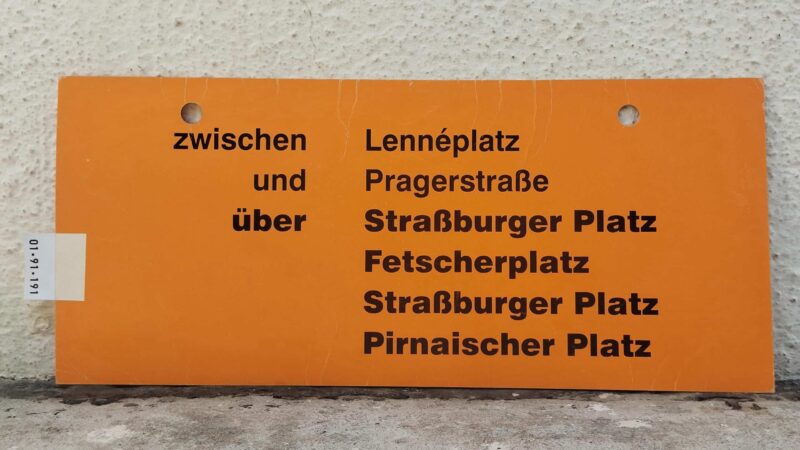 zwischen Lennéplatz
und Pragerstraße
über Straßburger Platz
Fetscherplatz
Straßburger Platz
Pirnaischer Platz
01·91·191